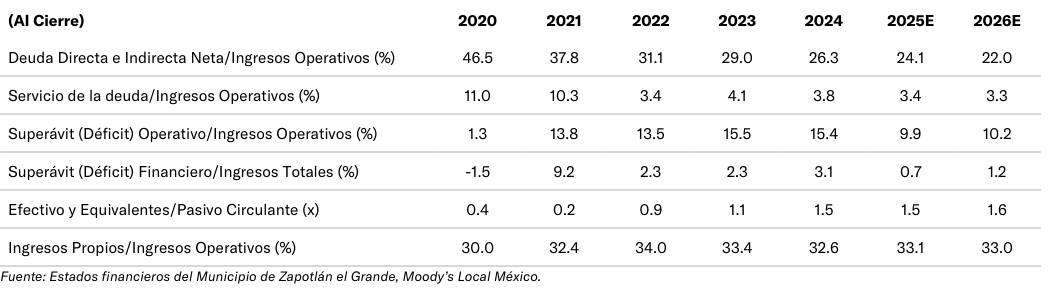 (Al Cierre) 2020 2021 2022 2023 2024 2025E 2026E
Deuda Directa e Indirecta Neta/Ingresos Operativos (%) 46.5 37.8 31.1 29.0 26.3 24.1 22.0
Servicio de la deuda/Ingresos Operativos (%) 11.0 10.3 3.4 4.1 3.8 3.4 3.3
Superávit (Déficit) Operativo/Ingresos Operativos (%) 1.3 13.8 13.5 15.5 15.4 9.9 10.2
Superávit (Déficit) Financiero/Ingresos Totales (%) -1.5 9.2 2.3 2.3 3.1 0.7 1.2
Efectivo y Equivalentes/Pasivo Circulante (x) 0.4 0.2 0.9 1.1 1.5 1.5 1.6
Ingresos Propios/Ingresos Operativos (%) 30.0 32.4 34.0 33.4 32.6 33.1 33.0
Fuente: Estados financieros del Municipio de Zapotlán el Grande, Moody's Local México.